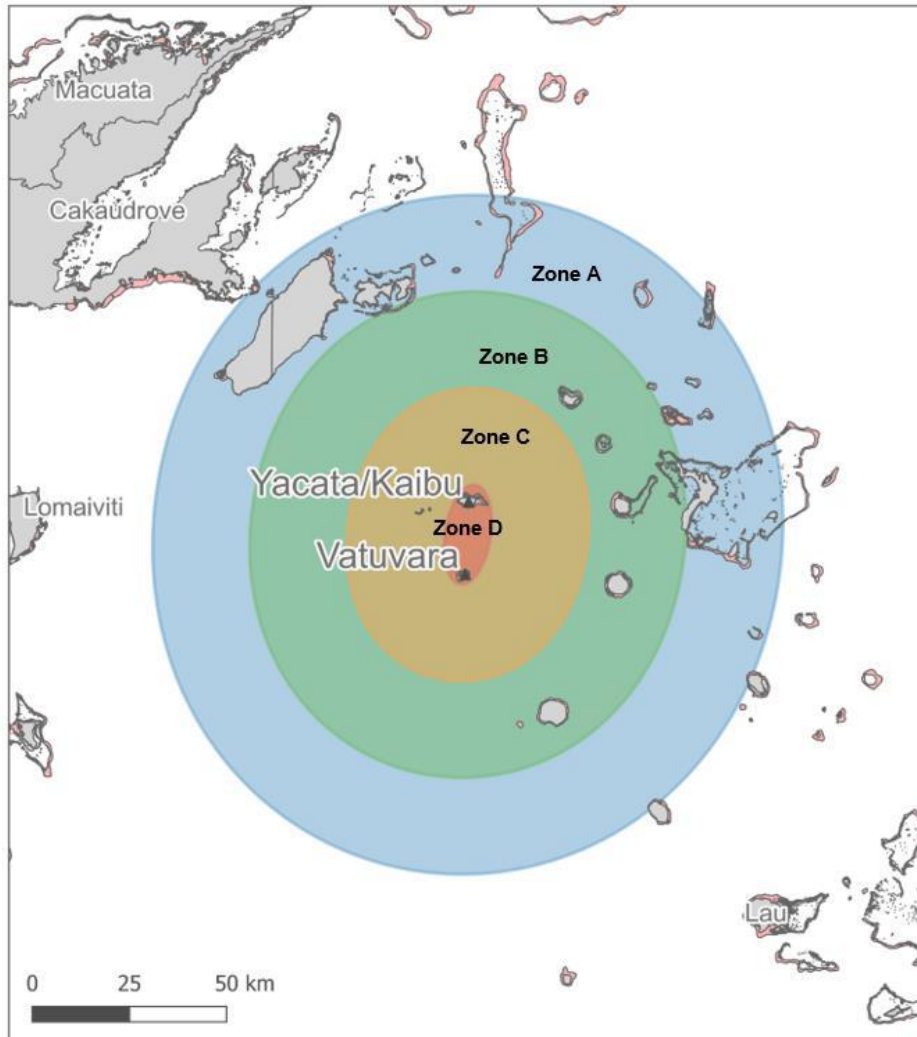 Macuata
Cakaudrove
Zone A
Zone B
Zone C
Yacata/Kaibu
Lomaiviti
Zone D
Vatuvara
Lau
0 25 50 km